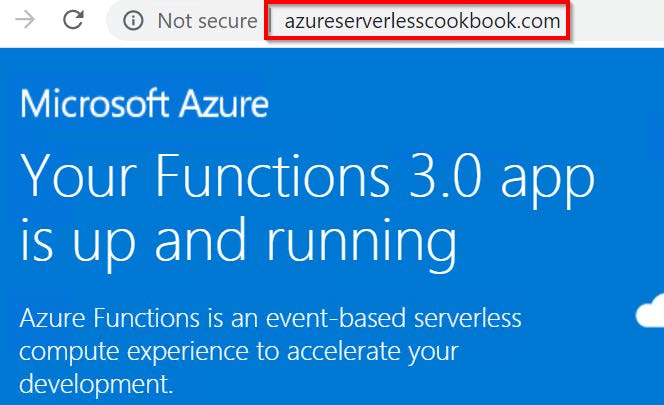 Not secure azureserverlesscookbook.com
Microsoft Azure
Your Functions 3.0 app
is up and running
Azure Functions is an event-based serverless
compute experience to accelerate your
development.